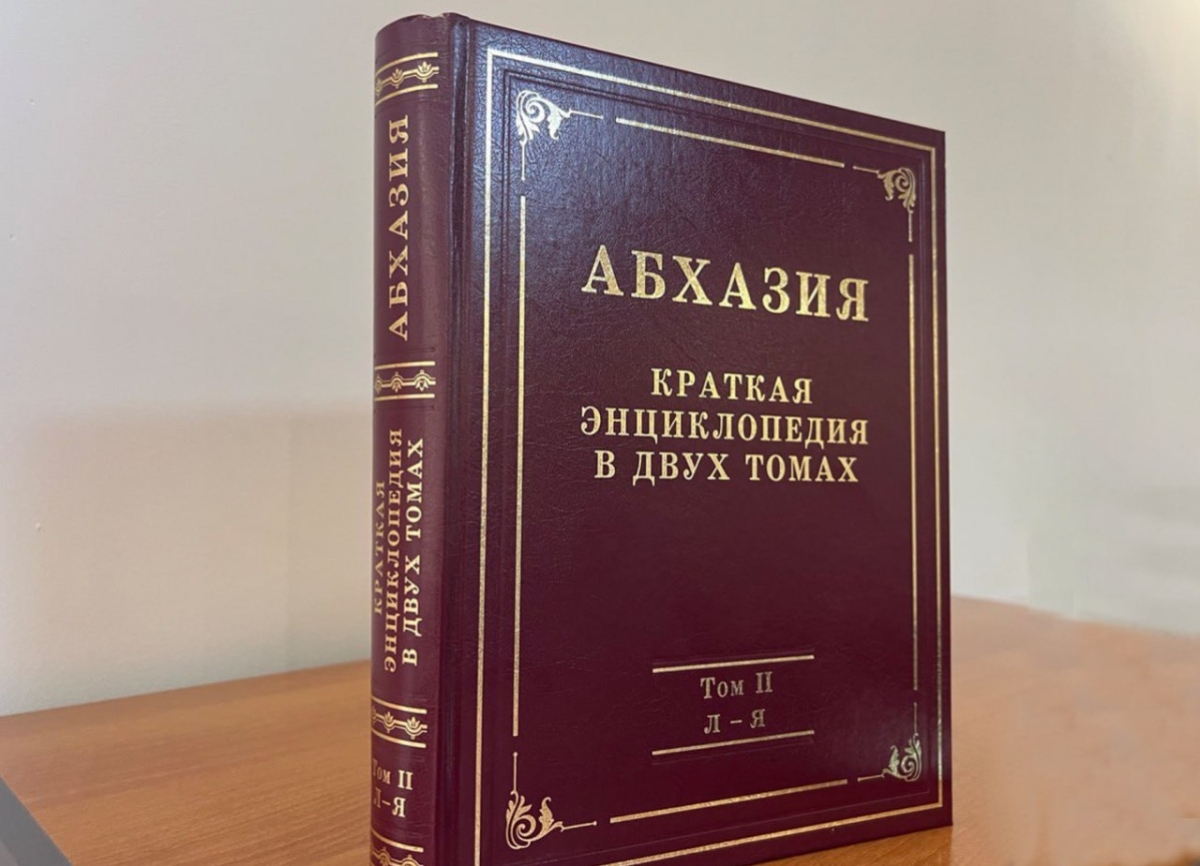 АБХАЗИЯ
КРАТКАЯ
ЭНЦИКЛОПЕДИЯ
В ДВУХ ТОМАХ
Том II
Л – Я
АБХАЗИЯ
КРАТКАЯ
ЭНЦИКЛОПЕДИЯ
В ДВУХ ТОМАХ
Том II
Л–Я